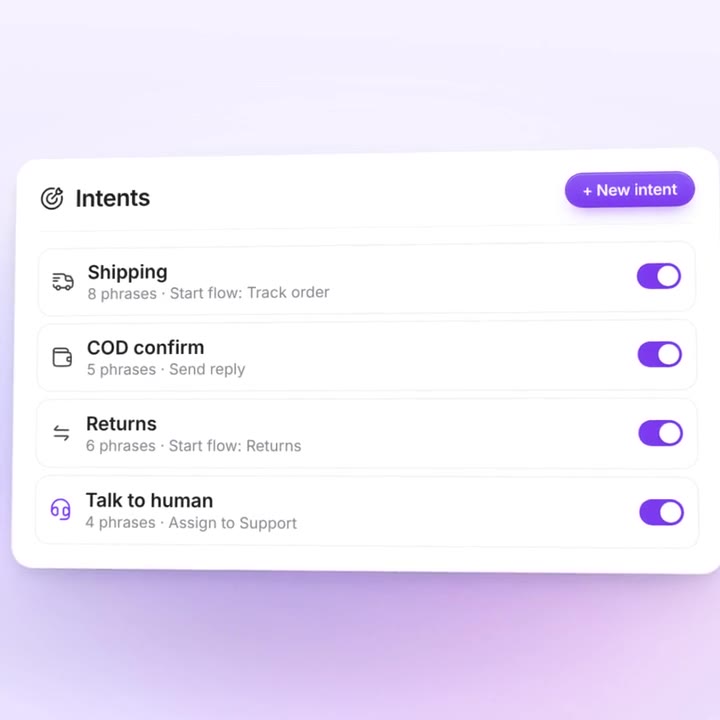 Intents
+ New intent
Shipping
8 phrases · Start flow: Track order
COD confirm
5 phrases · Send reply
Returns
6 phrases · Start flow: Returns
Talk to human
4 phrases · Assign to Support